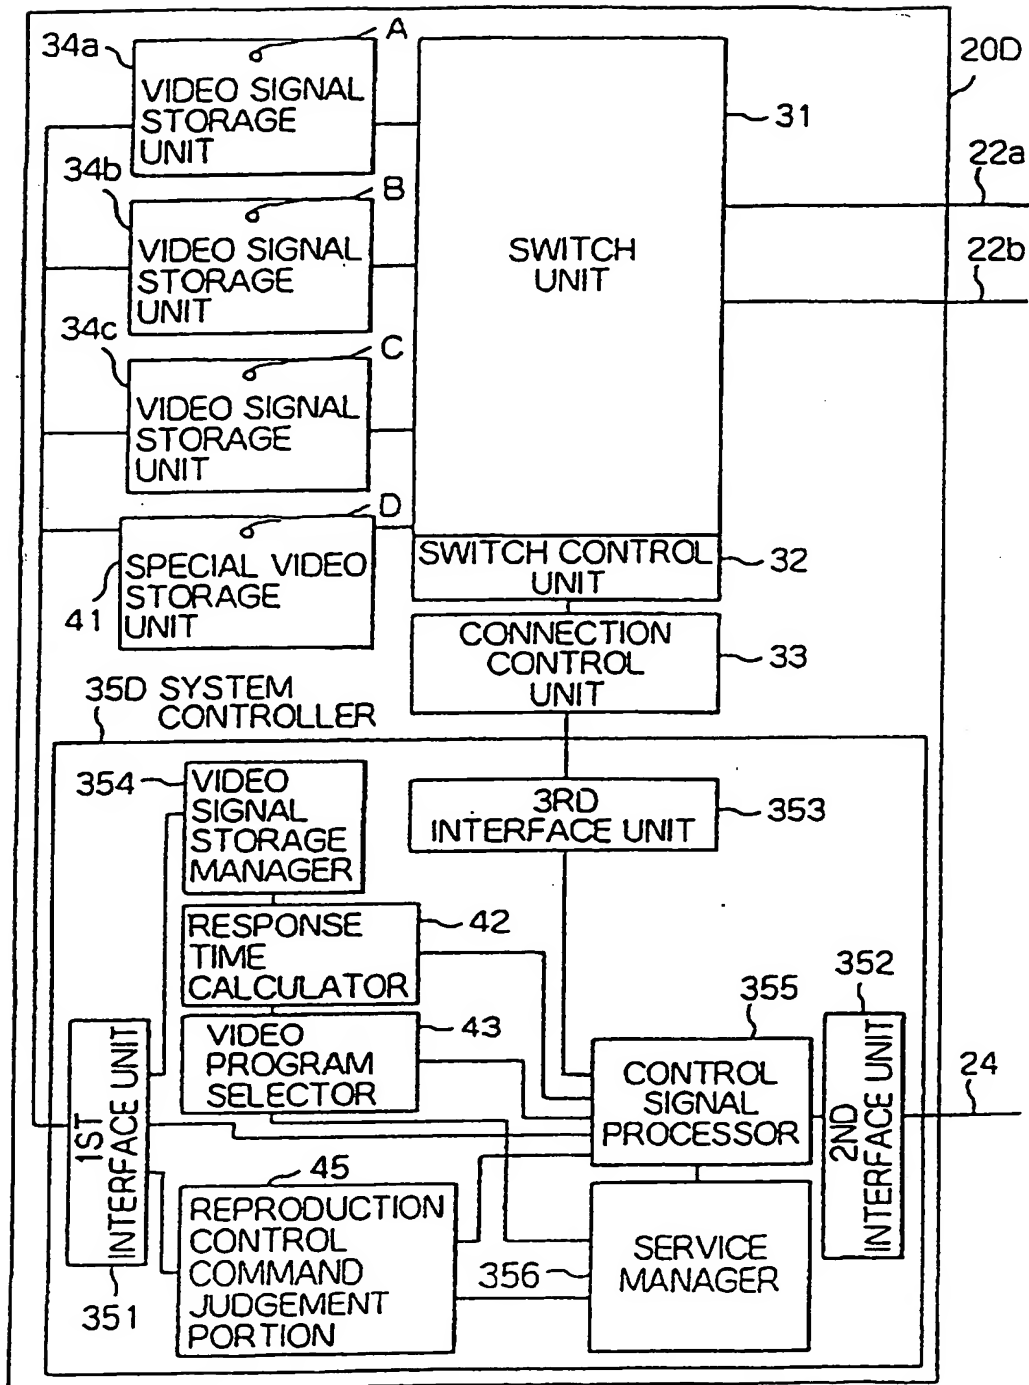 A
34a
VIDEO SIGNAL
STORAGE
UNIT
20D
31
22a
34b
B
VIDEO SIGNAL
STORAGE
UNIT
SWITCH
UNIT
22b
34c
C
VIDEO SIGNAL
STORAGE
UNIT
D
SPECIAL VIDEO
STORAGE
UNIT
41
SWITCH CONTROL
UNIT
32
CONNECTION
CONTROL
UNIT
33
35D SYSTEM
CONTROLLER
354
VIDEO
SIGNAL
STORAGE
MANAGER
3RD
INTERFACE UNIT
353
RESPONSE
TIME
CALCULATOR
42
VIDEO
PROGRAM
SELECTOR
43
355
352
CONTROL
SIGNAL
PROCESSOR
2ND
INTERFACE UNIT
24
1ST
INTERFACE UNIT
351
45
REPRODUCTION
CONTROL
COMMAND
JUDGEMENT
PORTION
356
SERVICE
MANAGER